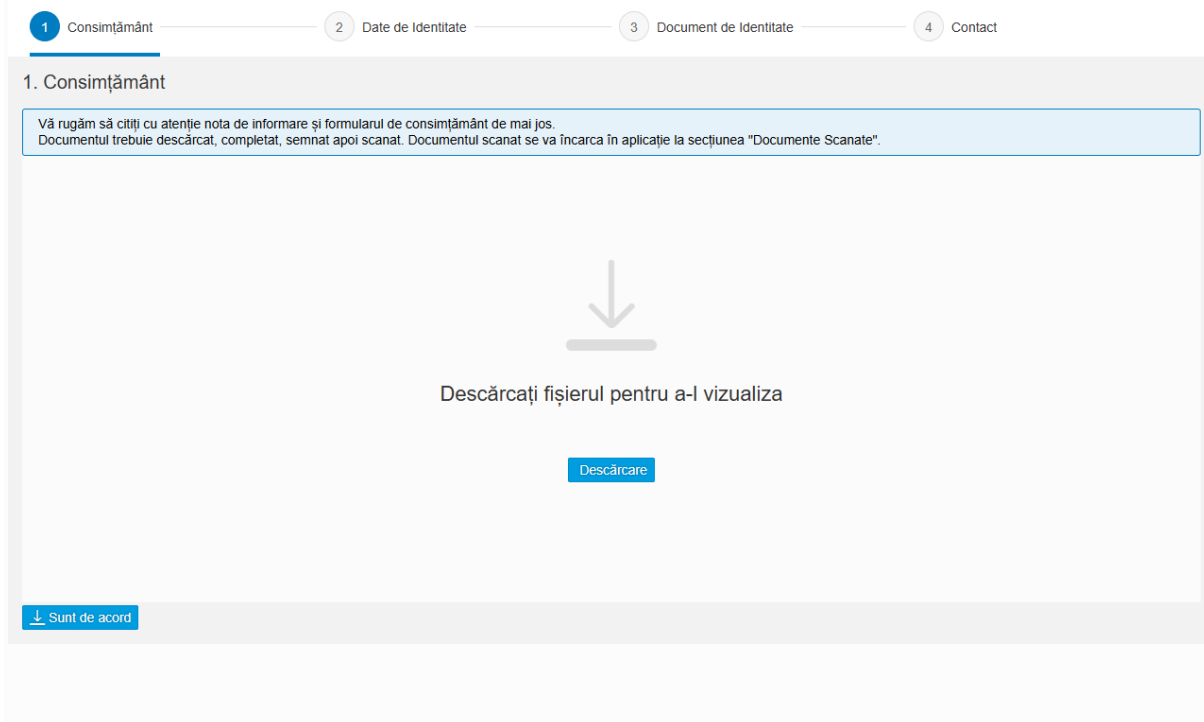 1 Consimțământ 2 Date de Identitate 3 Document de Identitate 4 Contact
1. Consimțământ
Vă rugăm să citiți cu atenție nota de informare și formularul de consimțământ de mai jos.
Documentul trebuie descărcat, completat, semnat apoi scanat. Documentul scanat se va încarca în aplicație la secțiunea "Documente Scanate".
Descărcați fișierul pentru a-l vizualiza
Descărcare
Sunt de acord